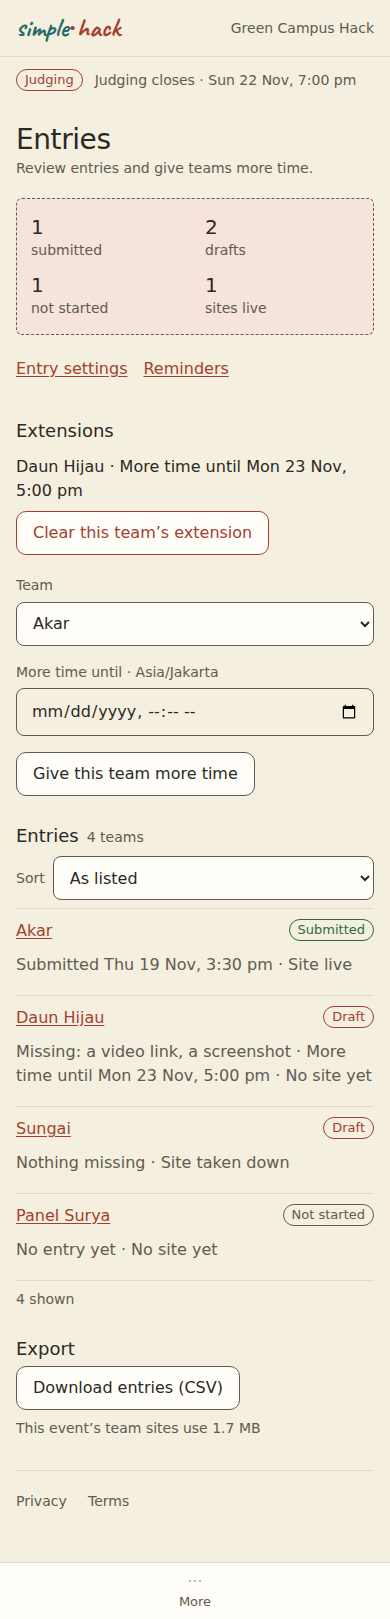 simple·hack
Green Campus Hack
Judging
Judging closes · Sun 22 Nov, 7:00 pm
Entries
Review entries and give teams more time.
1
submitted
2
drafts
1
not started
1
sites live
Entry settings
Reminders
Extensions
Daun Hijau · More time until Mon 23 Nov,
5:00 pm
Clear this team’s extension
Team
Akar
More time until · Asia/Jakarta
mm/dd/yyyy, --:-- --
Give this team more time
Entries 4 teams
Sort
As listed
Akar
Submitted
Submitted Thu 19 Nov, 3:30 pm · Site live
Daun Hijau
Draft
Missing: a video link, a screenshot · More
time until Mon 23 Nov, 5:00 pm · No site yet
Sungai
Draft
Nothing missing · Site taken down
Panel Surya
Not started
No entry yet · No site yet
4 shown
Export
Download entries (CSV)
This event’s team sites use 1.7 MB
Privacy
Terms
...
More